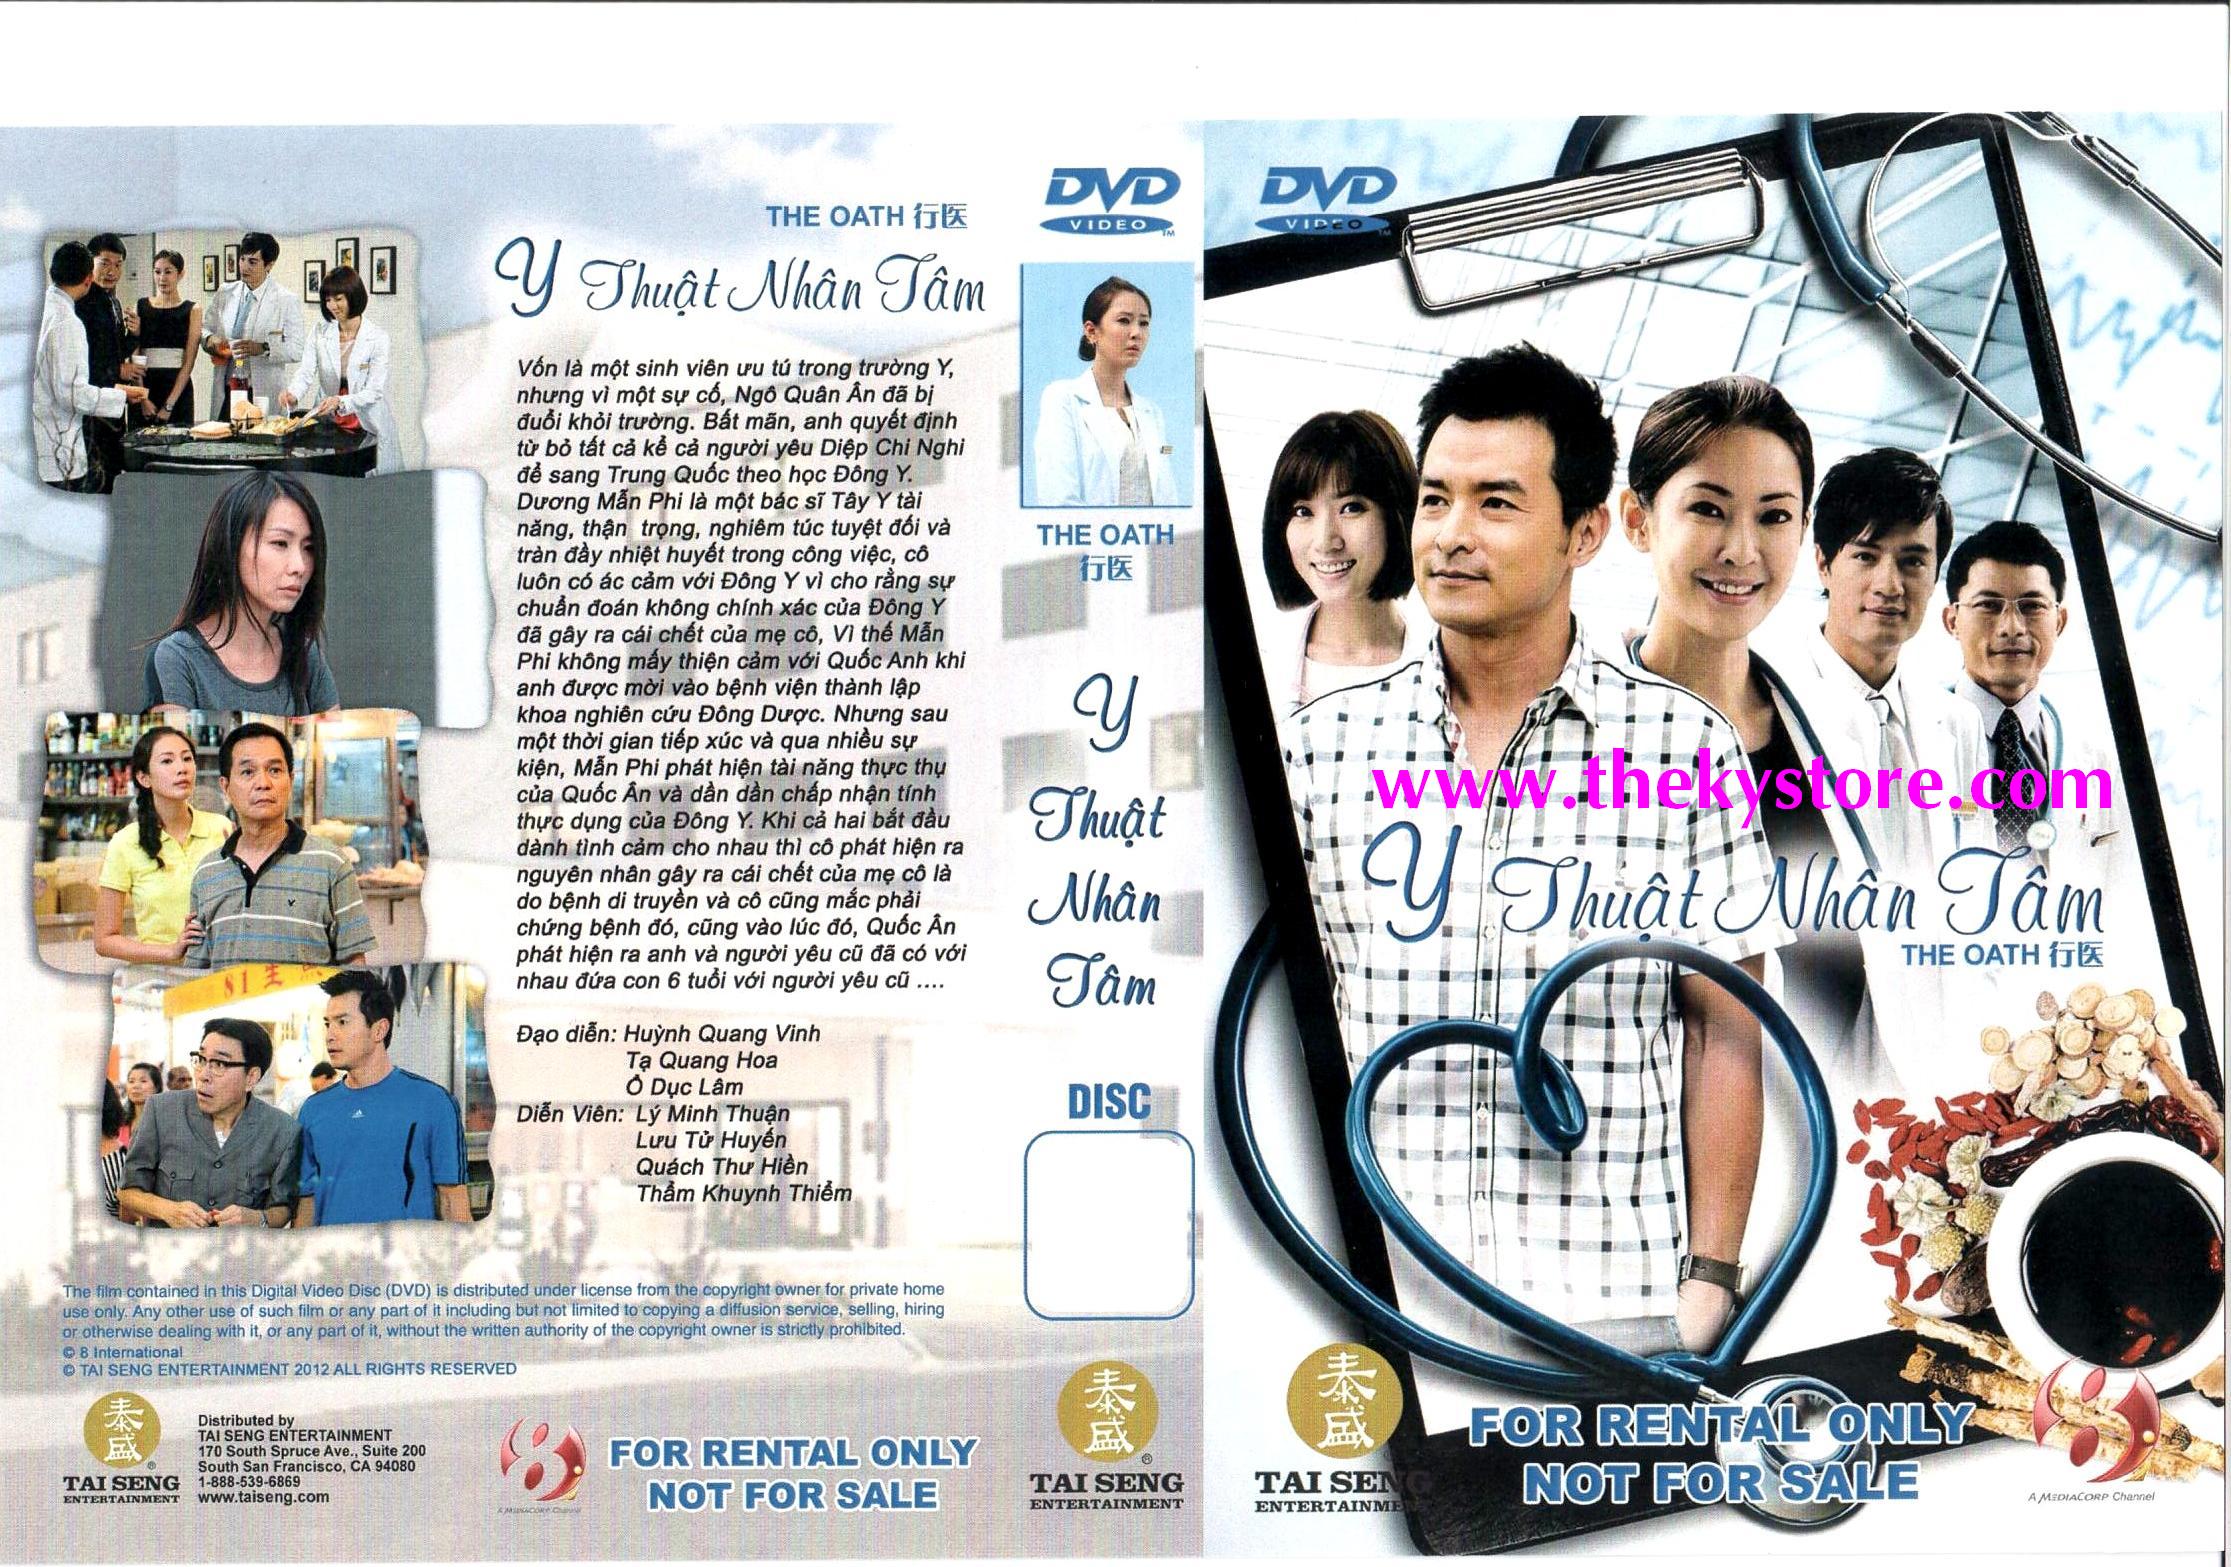 THE OATH 行医
Y Thuật Nhân Tâm
Vốn là một sinh viên ưu tú trong trường Y,
nhưng vì một sự cố, Ngô Quân Ân đã bị
đuổi khỏi trường. Bất mãn, anh quyết định
từ bỏ tất cả kể cả người yêu Diệp Chi Nghi
để sang Trung Quốc theo học Đông Y.
Dương Mẫn Phi là một bác sĩ Tây Y tài
năng, thận trọng, nghiêm túc tuyệt đối và
tràn đầy nhiệt huyết trong công việc, cô
luôn có ác cảm với Đông Y vì cho rằng sự
chuẩn đoán không chính xác của Đông Y
đã gây ra cái chết của mẹ cô, Vì thế Mẫn
Phi không mấy thiện cảm với Quốc Anh khi
anh được mời vào bệnh viện thành lập
khoa nghiên cứu Đông Dược. Nhưng sau
một thời gian tiếp xúc và qua nhiều sự
kiện, Mẫn Phi phát hiện tài năng thực thụ
của Quốc Ân và dần dần chấp nhận tính
thực dụng của Đông Y. Khi cả hai bắt đầu
dành tình cảm cho nhau thì cô phát hiện ra
nguyên nhân gây ra cái chết của mẹ cô là
do bệnh di truyền và cô cũng mắc phải
chứng bệnh đó, cũng vào lúc đó, Quốc Ân
phát hiện ra anh và người yêu cũ đã có với
nhau đứa con 6 tuổi với người yêu cũ ....
Đạo diễn: Huỳnh Quang Vinh
Tạ Quang Hoa
Ô Dục Lâm
Diễn Viên: Lý Minh Thuận
Lưu Tử Huyến
Quách Thư Hiền
Thẩm Khuynh Thiểm
81
The film contained in this Digital Video Disc (DVD) is distributed under license from the copyright owner for private home
use only. Any other use of such film or any part of it including but not limited to copying a diffusion service, selling, hiring
or otherwise dealing with it, or any part of it, without the written authority of the copyright owner is strictly prohibited.
© 8 International
© TAI SENG ENTERTAINMENT 2012 ALL RIGHTS RESERVED
泰盛
TAI SENG
ENTERTAINMENT
Distributed by
TAI SENG ENTERTAINMENT
170 South Spruce Ave., Suite 200
South San Francisco, CA 94080
1-888-539-6869
www.taiseng.com
A MEDIACORP Channel
FOR RENTAL ONLY
NOT FOR SALE
DVD
VIDEO
THE OATH
行医
Y
Thuật
Nhân
Tâm
DISC
泰盛
TAI SENG
ENTERTAINMENT
DVD
VIDEO
www.thekystore.com
Y Thuật Nhân Tâm
THE OATH 行医
泰盛
TAI SENG
ENTERTAINME
FOR RENTAL ONLY
NOT FOR SALE
A MEDIACORP Channel